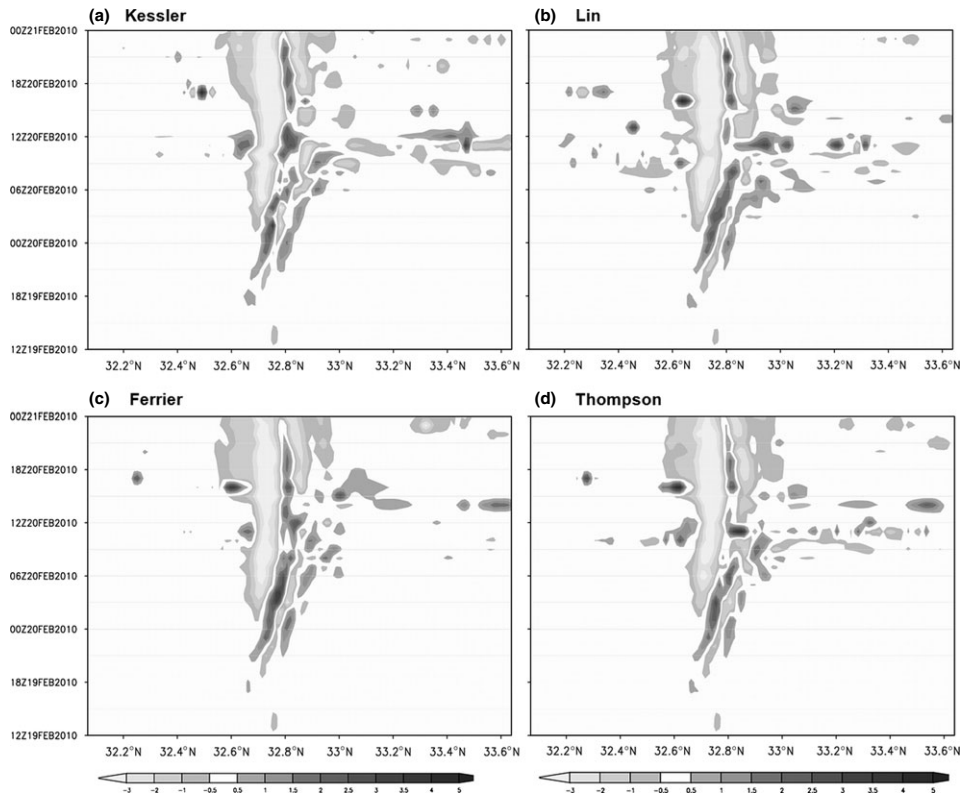 (a) Kessler
(b) Lin
00Z21FEB2010
18Z20FEB2010
12Z20FEB2010
06Z20FEB2010
00Z20FEB2010
18Z19FEB2010
12Z19FEB2010
32.2°N 32.4°N 32.6°N 32.8°N 33°N 33.2°N 33.4°N 33.6°N
32.2°N 32.4°N 32.6°N 32.8°N 33°N 33.2°N 33.4°N 33.6°N
(c) Ferrier
(d) Thompson
00Z21FEB2010
18Z20FEB2010
12Z20FEB2010
06Z20FEB2010
00Z20FEB2010
18Z19FEB2010
12Z19FEB2010
32.2°N 32.4°N 32.6°N 32.8°N 33°N 33.2°N 33.4°N 33.6°N
32.2°N 32.4°N 32.6°N 32.8°N 33°N 33.2°N 33.4°N 33.6°N
-3 -2 -1 -0.5 0.5 1 1.5 2 2.5 3 3.5 4 5
-3 -2 -1 -0.5 0.5 1 1.5 2 2.5 3 3.5 4 5